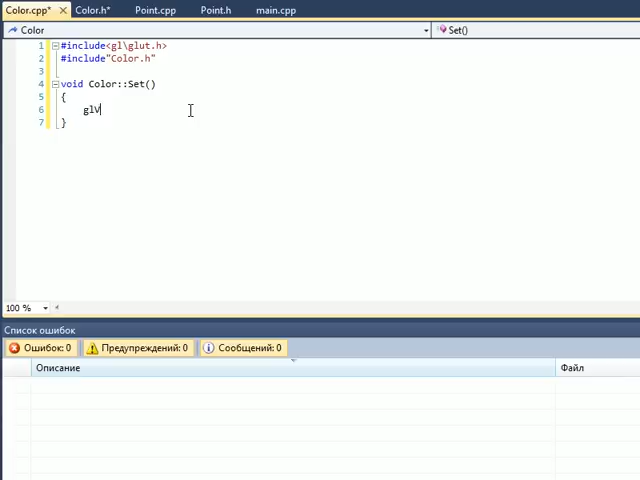 Color.cpp* Color.h* Point.cpp Point.h main.cpp
Color Set()
1 #include<gl\glut.h>
2 #include"Color.h"
3
4 void Color::Set()
5 {
6 glV
7 }
100 %
Список ошибок
Ошибок: 0 Предупреждений: 0 Сообщений: 0
Описание Файл